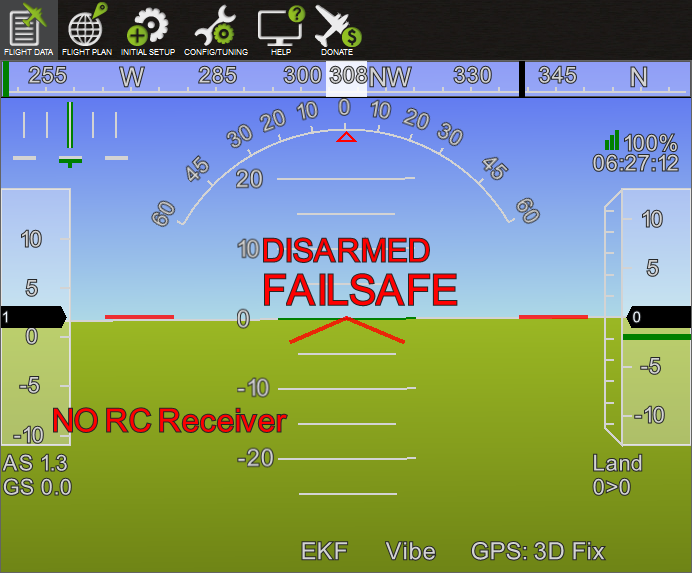 FLIGHT DATA FLIGHT PLAN INITIAL SETUP CONFIG/TUNING HELP DONATE
255 W 285 300 308 NW 330 345 N
60 45 30 20 10 0 10 20 30 45 60
100%
06:27:12
20
10
DISARMED
FAILSAFE
0
-10
-20
10
5
1
0
-5
-10
NO RC Receiver
10
5
0
-5
-10
AS 1.3
GS 0.0
Land
0>0
EKF Vibe GPS: 3D Fix